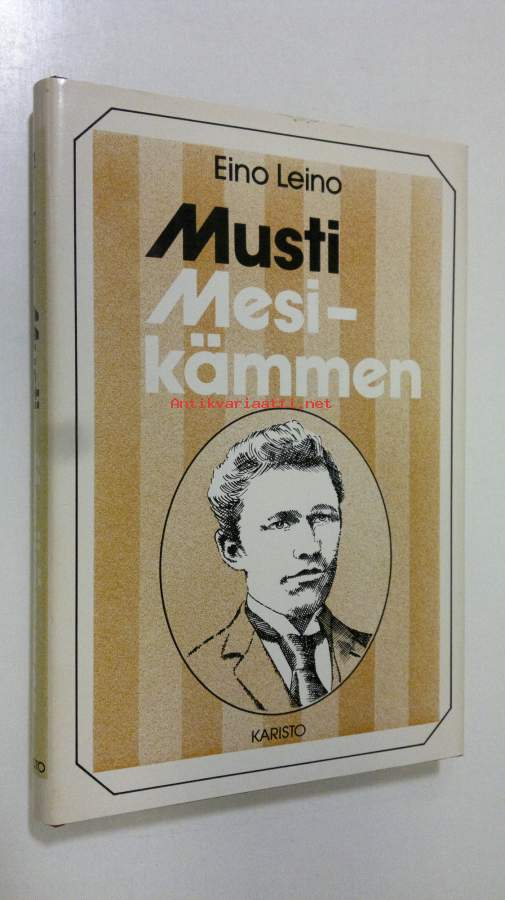 Eino Leino
Musti
Mesi-
kämmen
Antikvariaatti.net
KARISTO